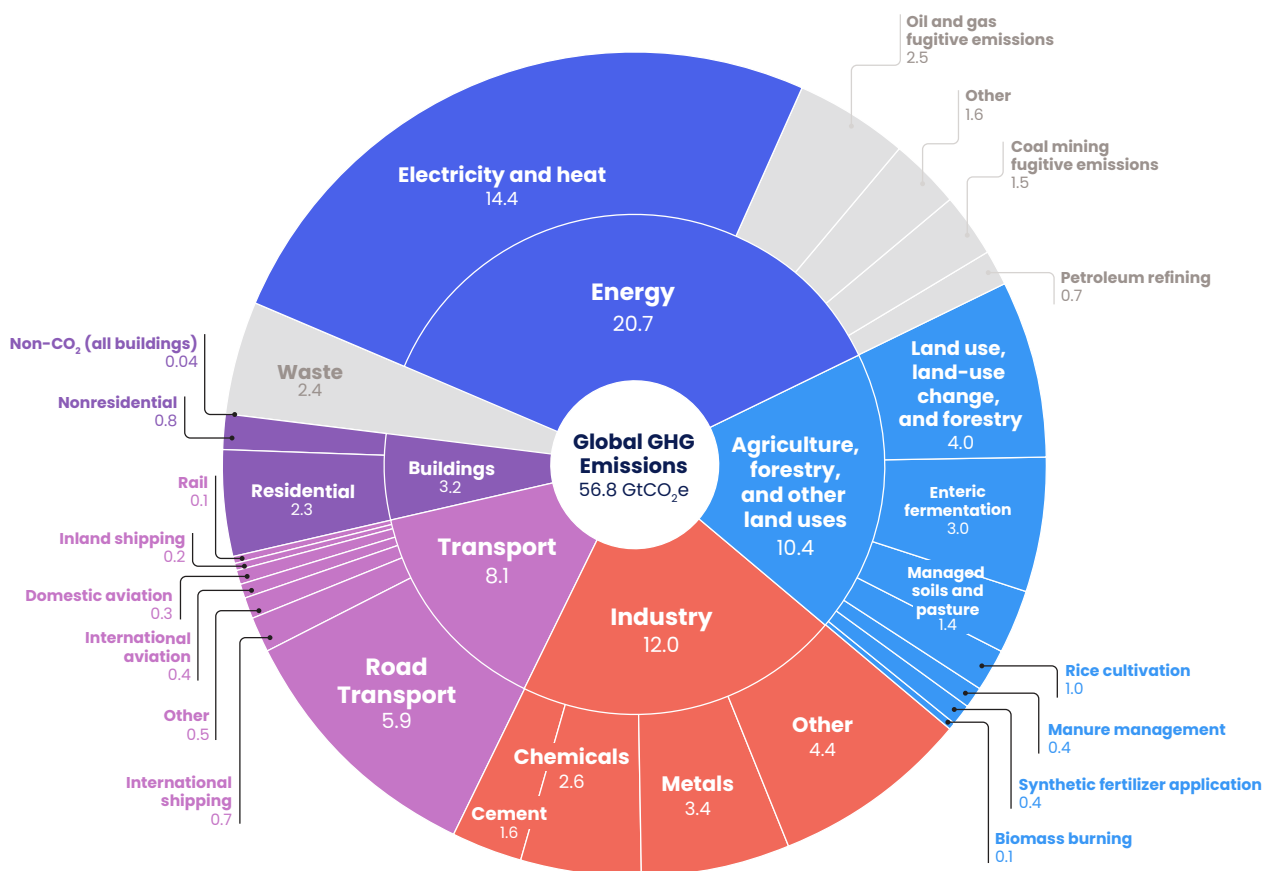 Oil and gas
fugitive emissions
2.5
Other
1.6
Coal mining
fugitive emissions
1.5
Petroleum refining
0.7
Electricity and heat
14.4
Energy
20.7
Waste
2.4
Non-CO₂ (all buildings)
0.04
Nonresidential
0.8
Buildings
3.2
Residential
2.3
Global GHG
Emissions
56.8 GtCO₂e
Agriculture,
forestry,
and other
land uses
10.4
Land use,
land-use
change,
and forestry
4.0
Enteric
fermentation
3.0
Managed
soils and
pasture
1.4
Rice cultivation
1.0
Manure management
0.4
Synthetic fertilizer application
0.4
Biomass burning
0.1
Rail
0.1
Inland shipping
0.2
Domestic aviation
0.3
International
aviation
0.4
Other
0.5
International
shipping
0.7
Transport
8.1
Road
Transport
5.9
Industry
12.0
Chemicals
2.6
Cement
1.6
Metals
3.4
Other
4.4